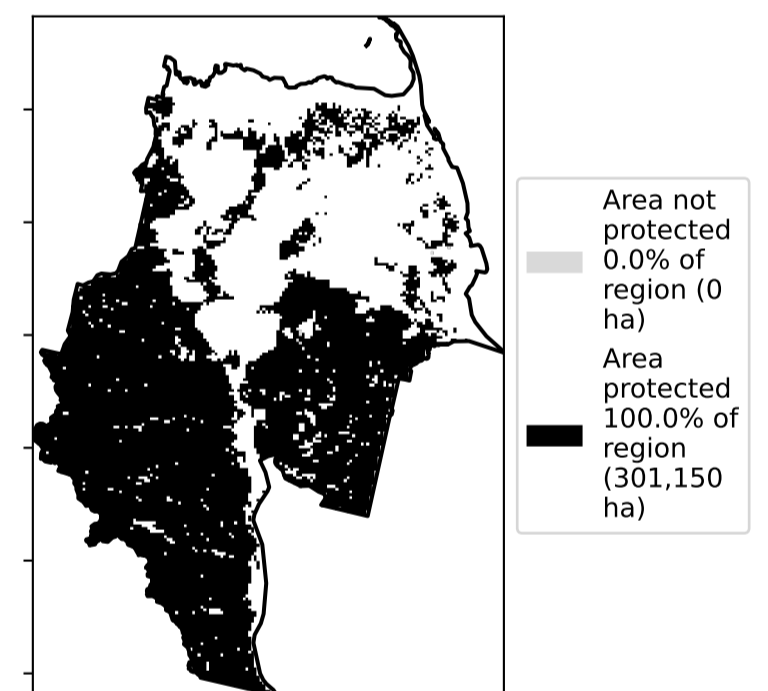 Area not
protected
0.0% of
region (0
ha)
Area
protected
100.0% of
region
(301,150
ha)